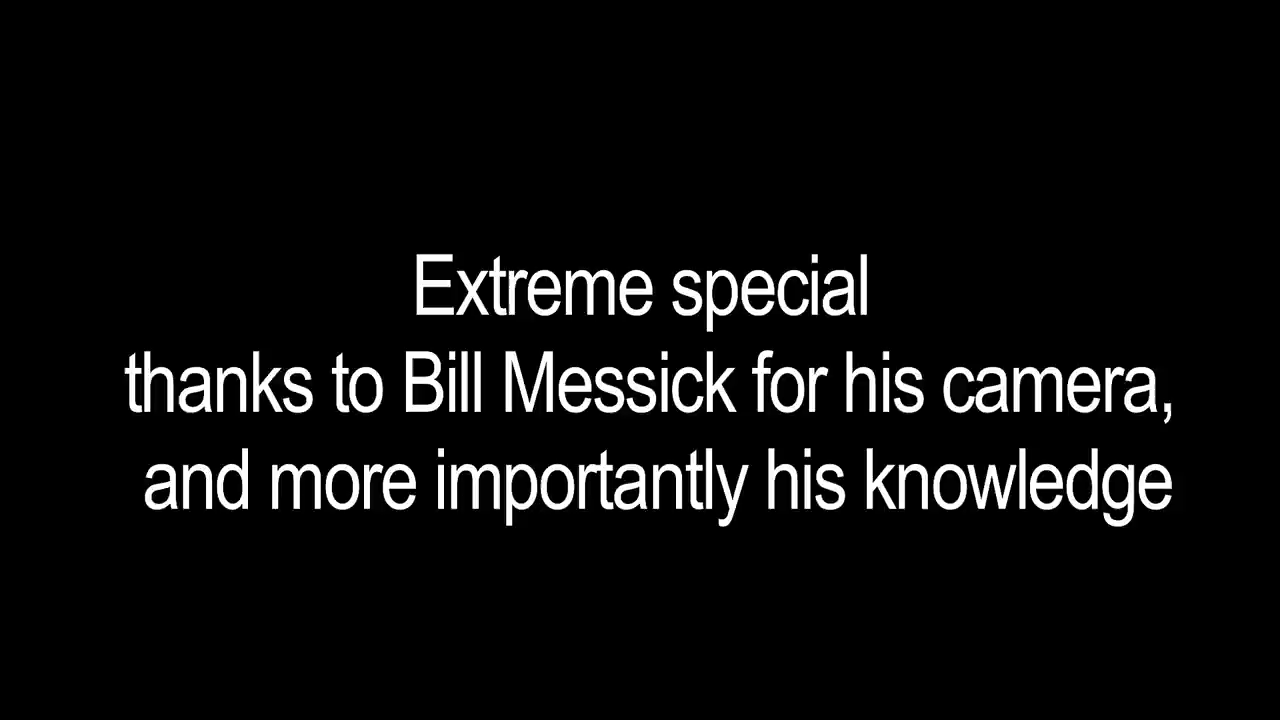 Extreme special
thanks to Bill Messick for his camera,
and more importantly his knowledge